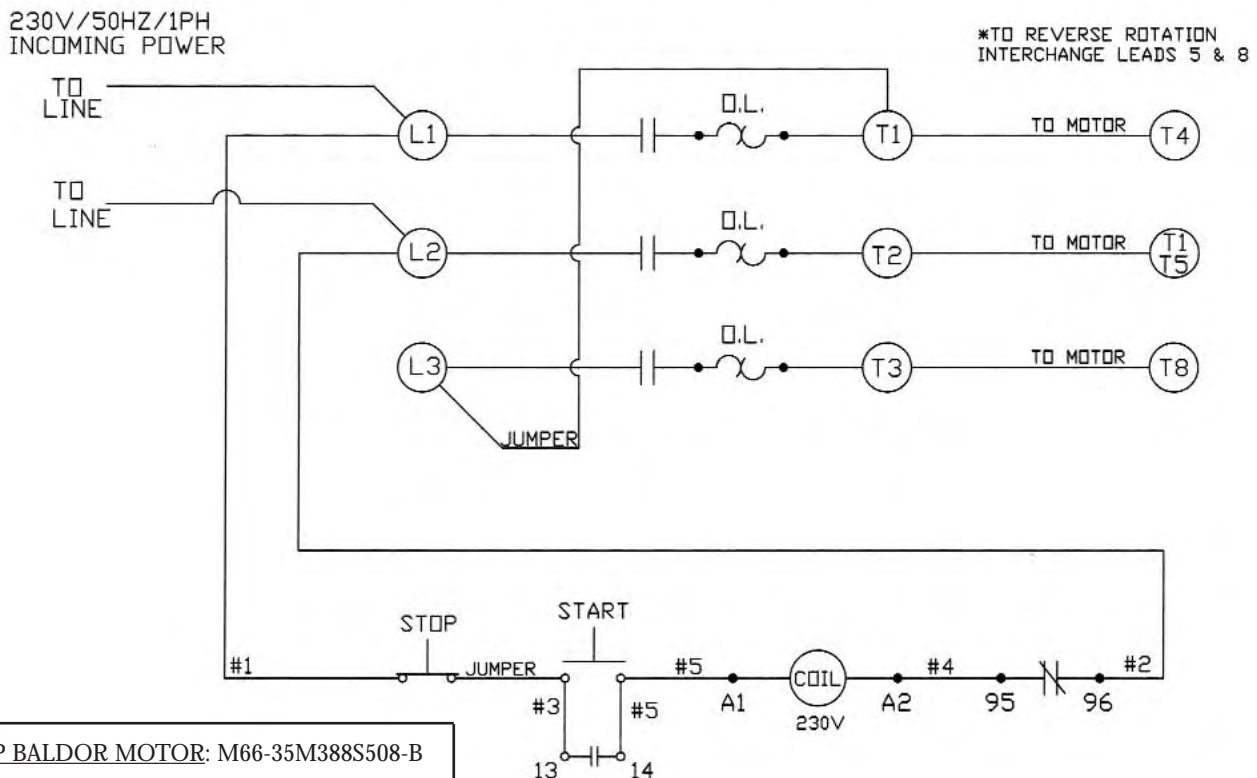 230V/50HZ/1PH
INCOMING POWER
*TO REVERSE ROTATION
INTERCHANGE LEADS 5 & 8
TO
LINE
L1
O.L.
T1
TO MOTOR
T4
TO
LINE
L2
O.L.
T2
TO MOTOR
T1
T5
L3
O.L.
T3
TO MOTOR
T8
JUMPER
STOP
START
#1
JUMPER
#3
#5
#5
A1
COIL
230V
A2
#4
95
96
#2
13
14
P BALDOR MOTOR: M66-35M388S508-B